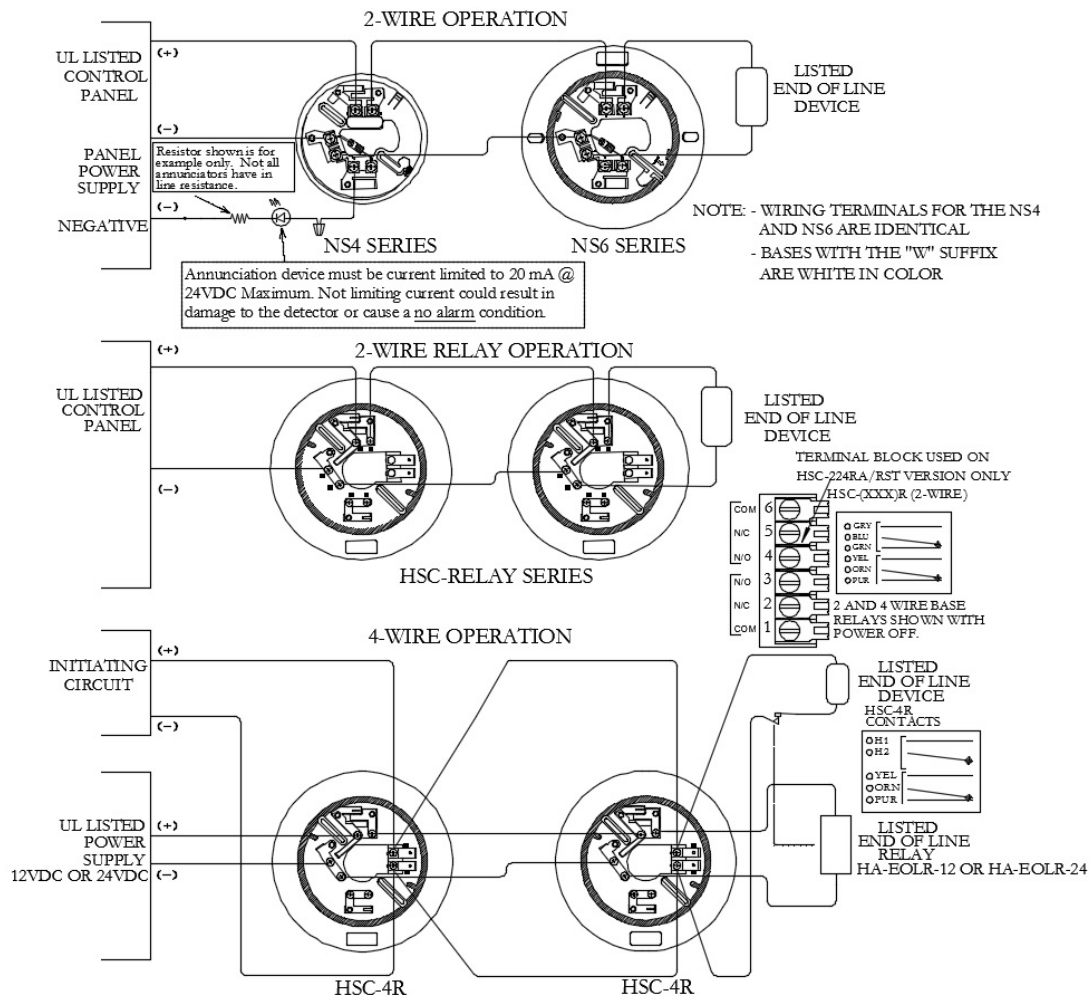 2-WIRE OPERATION
(+)
UL LISTED
CONTROL
PANEL
(-)
PANEL
POWER
SUPPLY
Resistor shown is for
example only. Not all
annunciators have in
line resistance.
(-)
NEGATIVE
NS4 SERIES
NS6 SERIES
LISTED
END OF LINE
DEVICE
NOTE: - WIRING TERMINALS FOR THE NS4
AND NS6 ARE IDENTICAL
- BASES WITH THE "W" SUFFIX
ARE WHITE IN COLOR
Annunciation device must be current limited to 20 mA @
24VDC Maximum. Not limiting current could result in
damage to the detector or cause a no alarm condition.
2-WIRE RELAY OPERATION
(+)
UL LISTED
CONTROL
PANEL
(-)
LISTED
END OF LINE
DEVICE
HSC-RELAY SERIES
TERMINAL BLOCK USED ON
HSC-224RA/RST VERSION ONLY
HSC-(XXX)R (2-WIRE)
COM 6
N/C 5
N/O 4
N/O 3
N/C 2
COM 1
GRY
BLU
GRN
YEL
ORN
PUR
2 AND 4 WIRE BASE
RELAYS SHOWN WITH
POWER OFF.
4-WIRE OPERATION
(+)
INITIATING
CIRCUIT
(-)
(+)
UL LISTED
POWER
SUPPLY
12VDC OR 24VDC (-)
HSC-4R
HSC-4R
LISTED
END OF LINE
DEVICE
HSC-4R
CONTACTS
H1
H2
YEL
ORN
PUR
LISTED
END OF LINE
RELAY
HA-EOLR-12 OR HA-EOLR-24